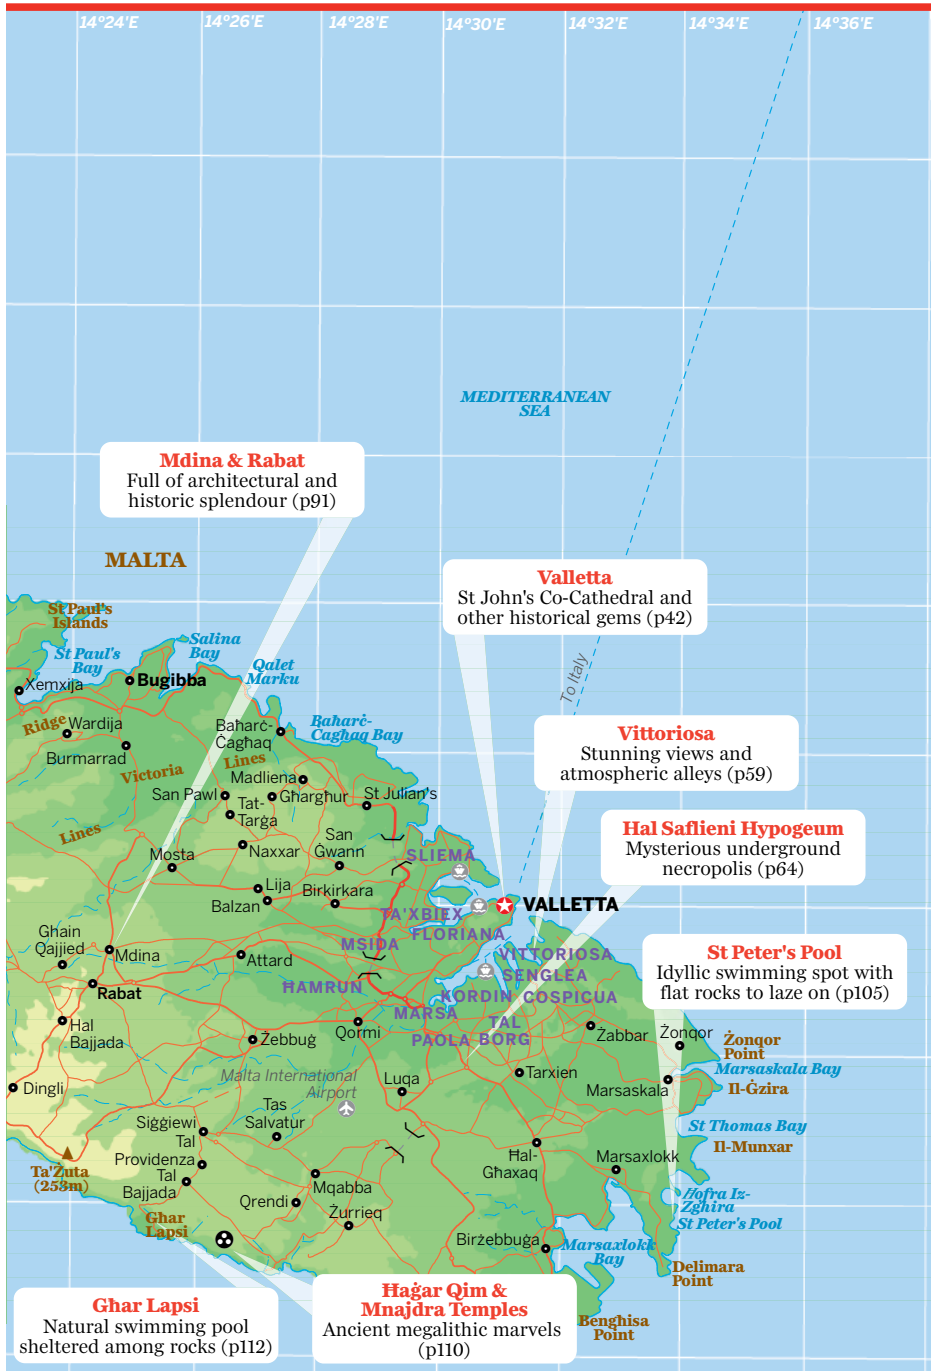 14°24'E
14°26'E
14°28'E
14°30'E
14°32'E
14°34'E
14°36'E
MEDITERRANEAN
SEA
Mdina & Rabat
Full of architectural and
historic splendour (p91)
MALTA
Valletta
St John's Co-Cathedral and
other historical gems (p42)
St Paul's
Islands
Salina
Bay
St Paul's
Bay
Qalet
Marku
To Italy
Xemxija
Bugibba
Ridge
Wardija
Baħarċ-
Ċagħaq
Baħarċ-
Cagħaq Bay
Vittoriosa
Stunning views and
atmospheric alleys (p59)
Burmarrad
Victoria
Lines
Madliena
San Pawl
Għargħur
St Julian's
Tat-
Tarġa
Lines
San
Ġwann
Hal Saflieni Hypogeum
Mysterious underground
necropolis (p64)
Mosta
Naxxar
SLIEMA
Lija
Birkirkara
Balzan
TA'XBIEX
VALLETTA
FLORIANA
Ghain
Qajjied
Mdina
MSIDA
Attard
VITTORIOSA
St Peter's Pool
Idyllic swimming spot with
flat rocks to laze on (p105)
SENGLEA
Rabat
ĦAMRUN
KORDIN
COSPICUA
MARSA
Hal
Bajjada
Qormi
TAL
BORG
Żabbar
Żonqor
Żebbuġ
PAOLA
Żonqor
Point
Malta International
Airport
Luqa
Tarxien
Marsaskala Bay
Dingli
Marsaskala
Il-Ġzira
Tas
Salvatur
Siġġiewi
St Thomas Bay
Tal
Providenza
Ħal-
Għaxaq
Il-Munxar
Ta'Żuta
(253m)
Tal
Bajjada
Marsaxlokk
Mqabba
Qrendi
Ħofra Iz-
Zghira
Għar
Lapsi
Żurrieq
St Peter's Pool
Birżebbuġa
Marsaxlokk
Bay
Delimara
Point
Għar Lapsi
Natural swimming pool
sheltered among rocks (p112)
Ħaġar Qim &
Mnajdra Temples
Ancient megalithic marvels
(p110)
Benghisa
Point